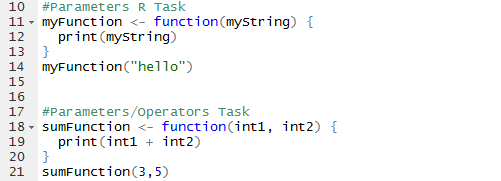 10 #Parameters R Task
11 myFunction <- function(myString) {
12   print(myString)
13 }
14 myFunction("hello")
15
16
17 #Parameters/Operators Task
18 sumFunction <- function(int1, int2) {
19   print(int1 + int2)
20 }
21 sumFunction(3,5)